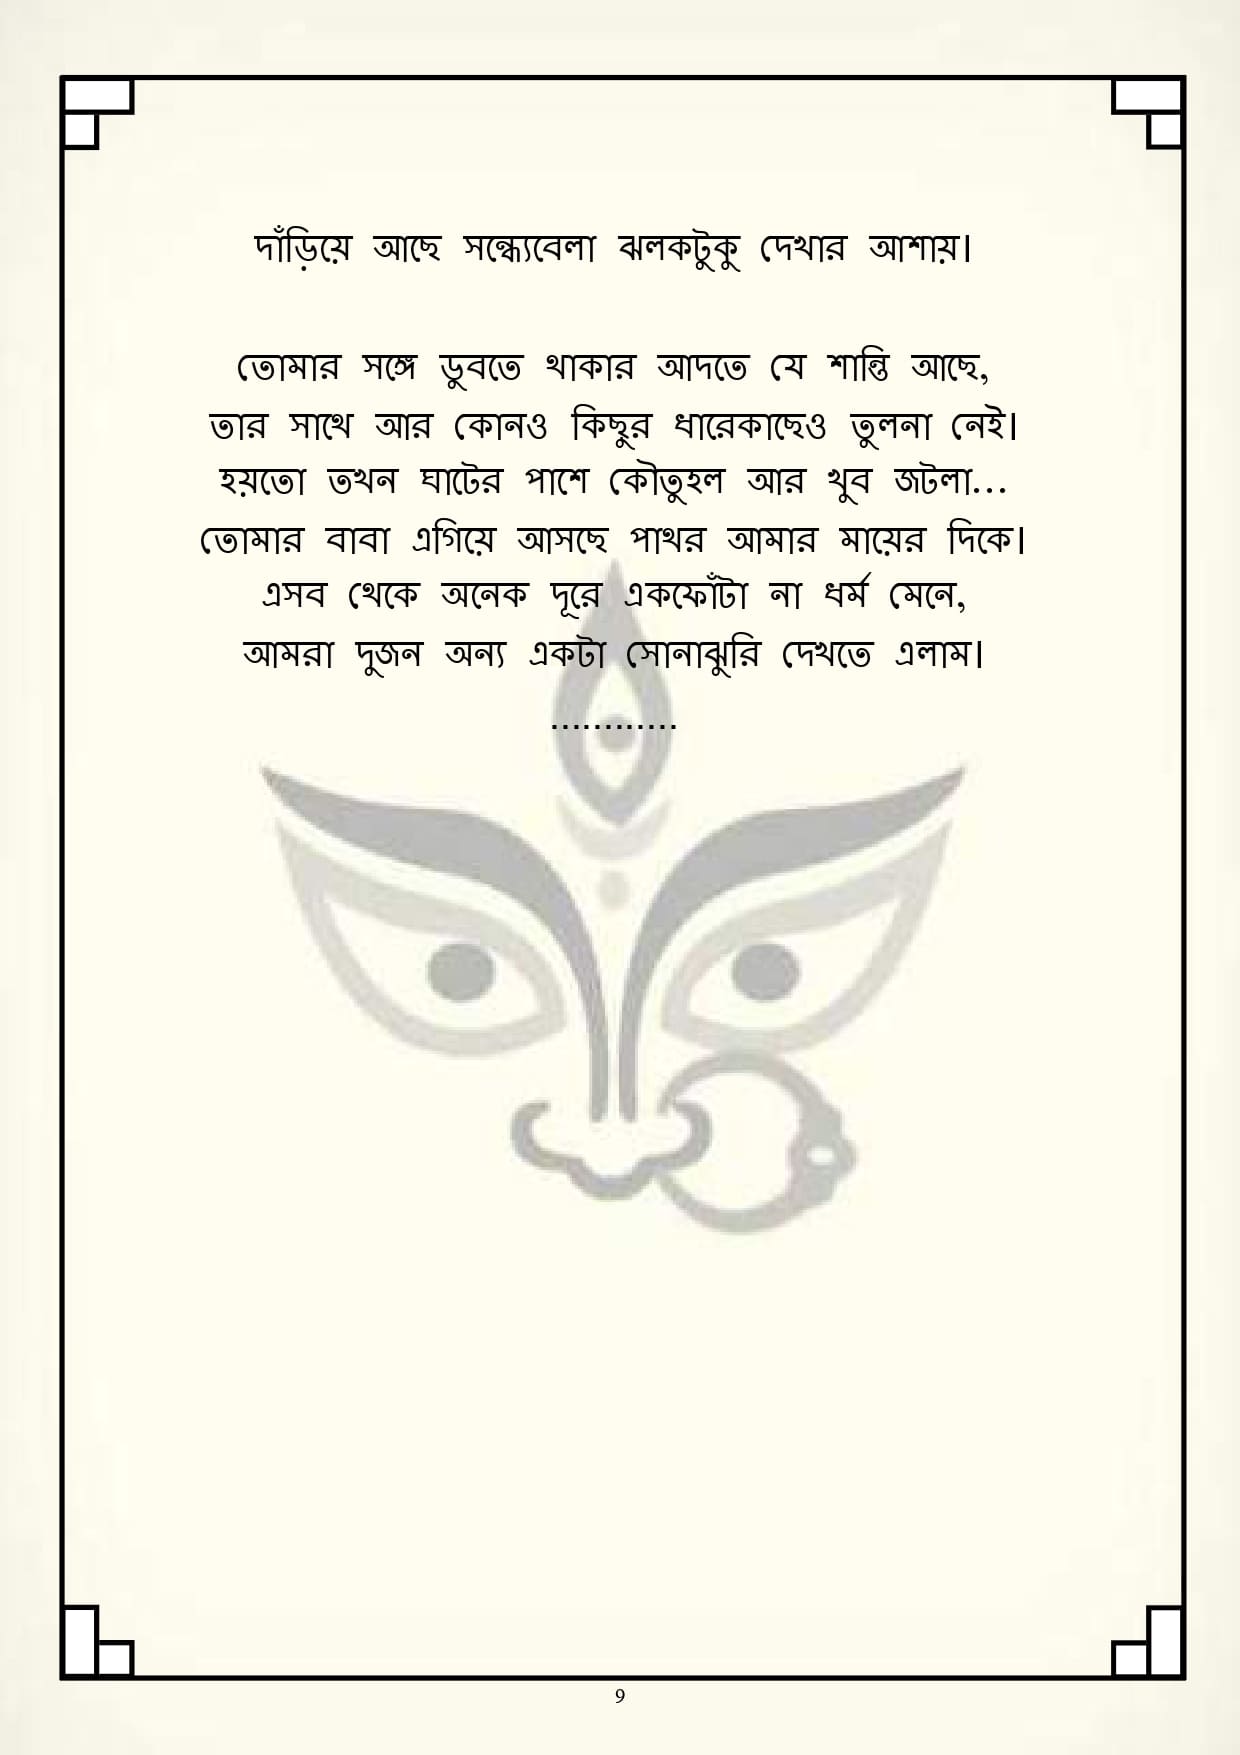 দাঁড়িয়ে আছে সন্ধ্যেবেলা ঝলকটুকু দেখার আশায়।
তোমার সঙ্গে ডুবতে থাকার আদতে যে শান্তি আছে,
তার সাথে আর কোনও কিছুর ধারেকাছেও তুলনা নেই।
হয়তো তখন ঘাটের পাশে কৌতুহল আর খুব জটলা...
তোমার বাবা এগিয়ে আসছে পাথর আমার মায়ের দিকে।
এসব থেকে অনেক দূরে একফোঁটা না ধর্ম মেনে,
আমরা দুজন অন্য একটা সোনাঝুরি দেখতে এলাম।
............
9